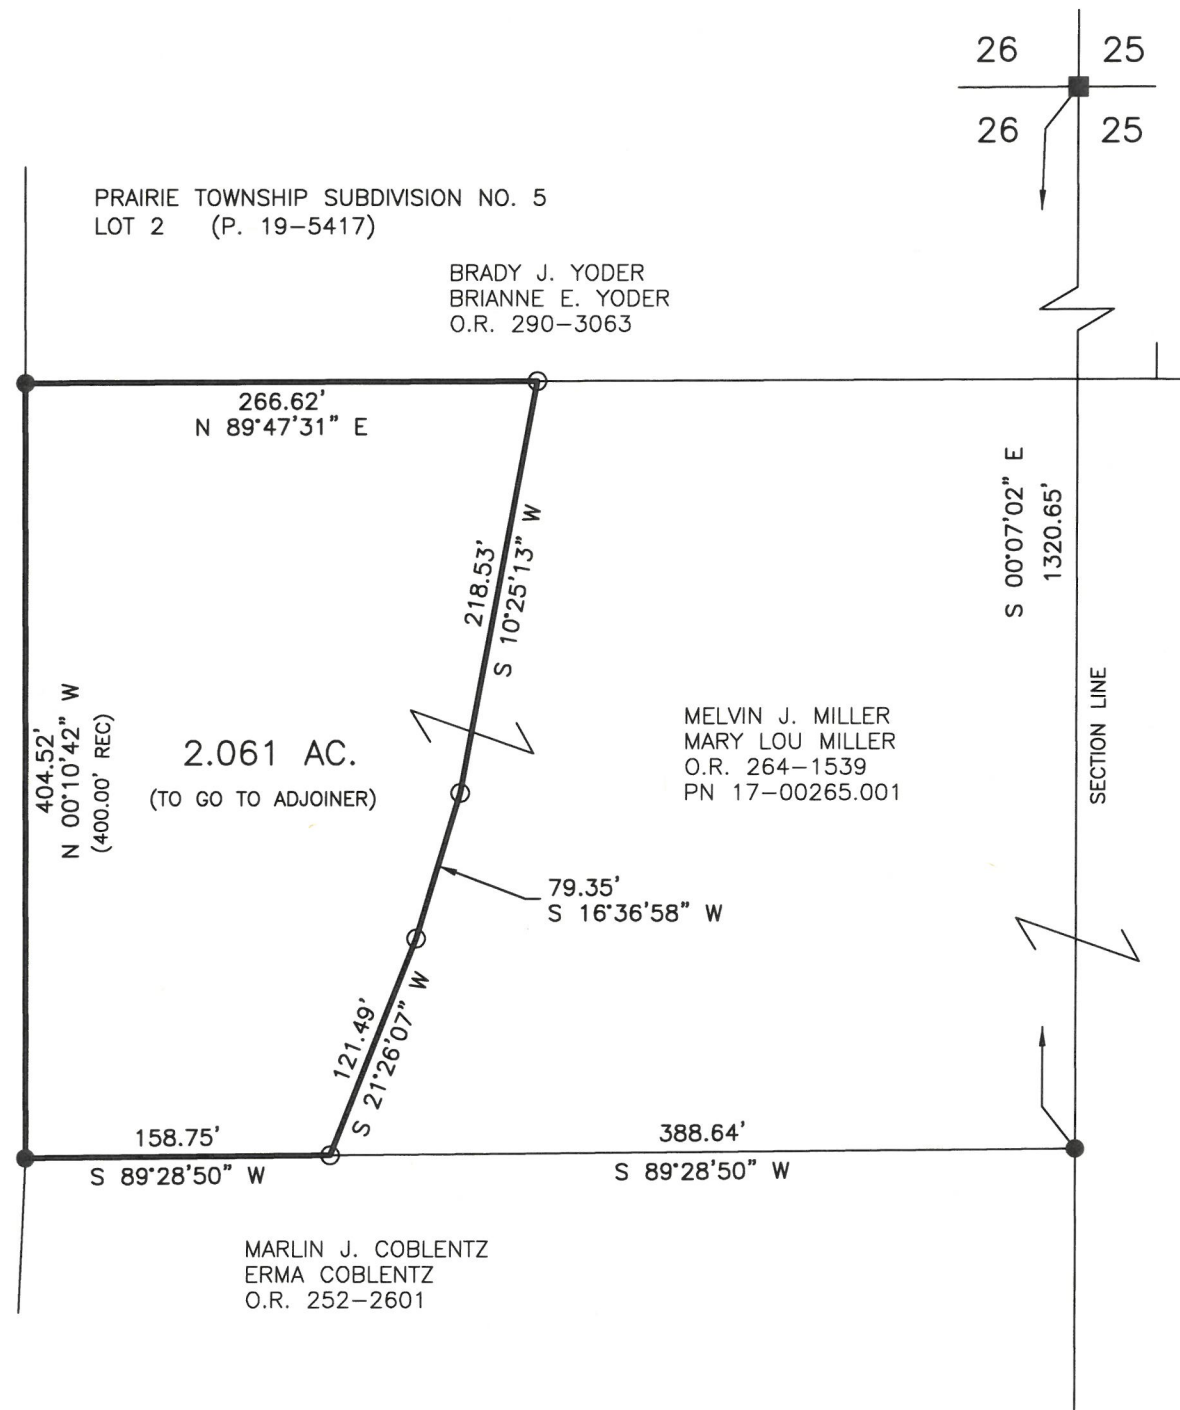 26 25
26 25
PRAIRIE TOWNSHIP SUBDIVISION NO. 5
LOT 2 (P. 19-5417)
BRADY J. YODER
BRIANNE E. YODER
O.R. 290-3063
266.62'
N 89°47'31" E
218.53'
S 10°25'13" W
S 00°07'02" E
1320.65'
SECTION LINE
404.52'
N 00°10'42" W
(400.00' REC)
2.061 AC.
(TO GO TO ADJOINER)
MELVIN J. MILLER
MARY LOU MILLER
O.R. 264-1539
PN 17-00265.001
79.35'
S 16°36'58" W
121.49'
S 21°26'07" W
158.75'
S 89°28'50" W
388.64'
S 89°28'50" W
MARLIN J. COBLENTZ
ERMA COBLENTZ
O.R. 252-2601